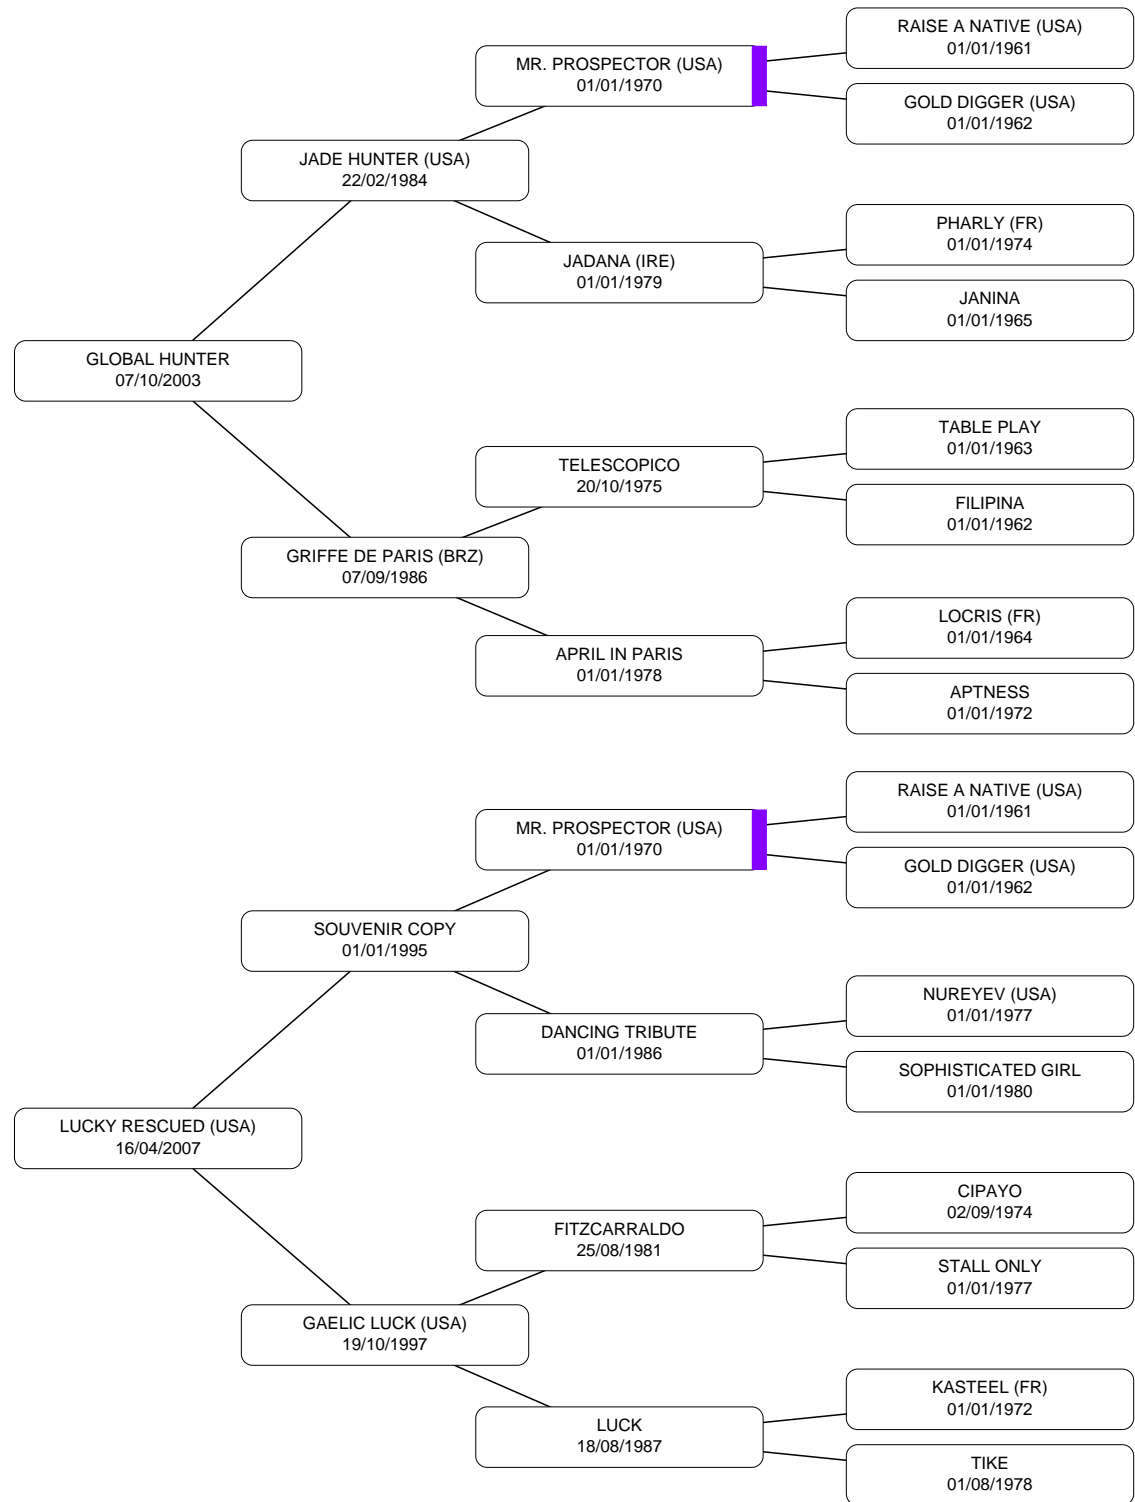 RAISE A NATIVE (USA)
01/01/1961
MR. PROSPECTOR (USA)
01/01/1970
GOLD DIGGER (USA)
01/01/1962
JADE HUNTER (USA)
22/02/1984
PHARLY (FR)
01/01/1974
JADANA (IRE)
01/01/1979
JANINA
01/01/1965
GLOBAL HUNTER
07/10/2003
TABLE PLAY
01/01/1963
TELESCOPICO
20/10/1975
FILIPINA
01/01/1962
GRIFFE DE PARIS (BRZ)
07/09/1986
LOCRIS (FR)
01/01/1964
APRIL IN PARIS
01/01/1978
APTNESS
01/01/1972
RAISE A NATIVE (USA)
01/01/1961
MR. PROSPECTOR (USA)
01/01/1970
GOLD DIGGER (USA)
01/01/1962
SOUVENIR COPY
01/01/1995
NUREYEV (USA)
01/01/1977
DANCING TRIBUTE
01/01/1986
SOPHISTICATED GIRL
01/01/1980
LUCKY RESCUED (USA)
16/04/2007
CIPAYO
02/09/1974
FITZCARRALDO
25/08/1981
STALL ONLY
01/01/1977
GAELIC LUCK (USA)
19/10/1997
KASTEEL (FR)
01/01/1972
LUCK
18/08/1987
TIKE
01/08/1978